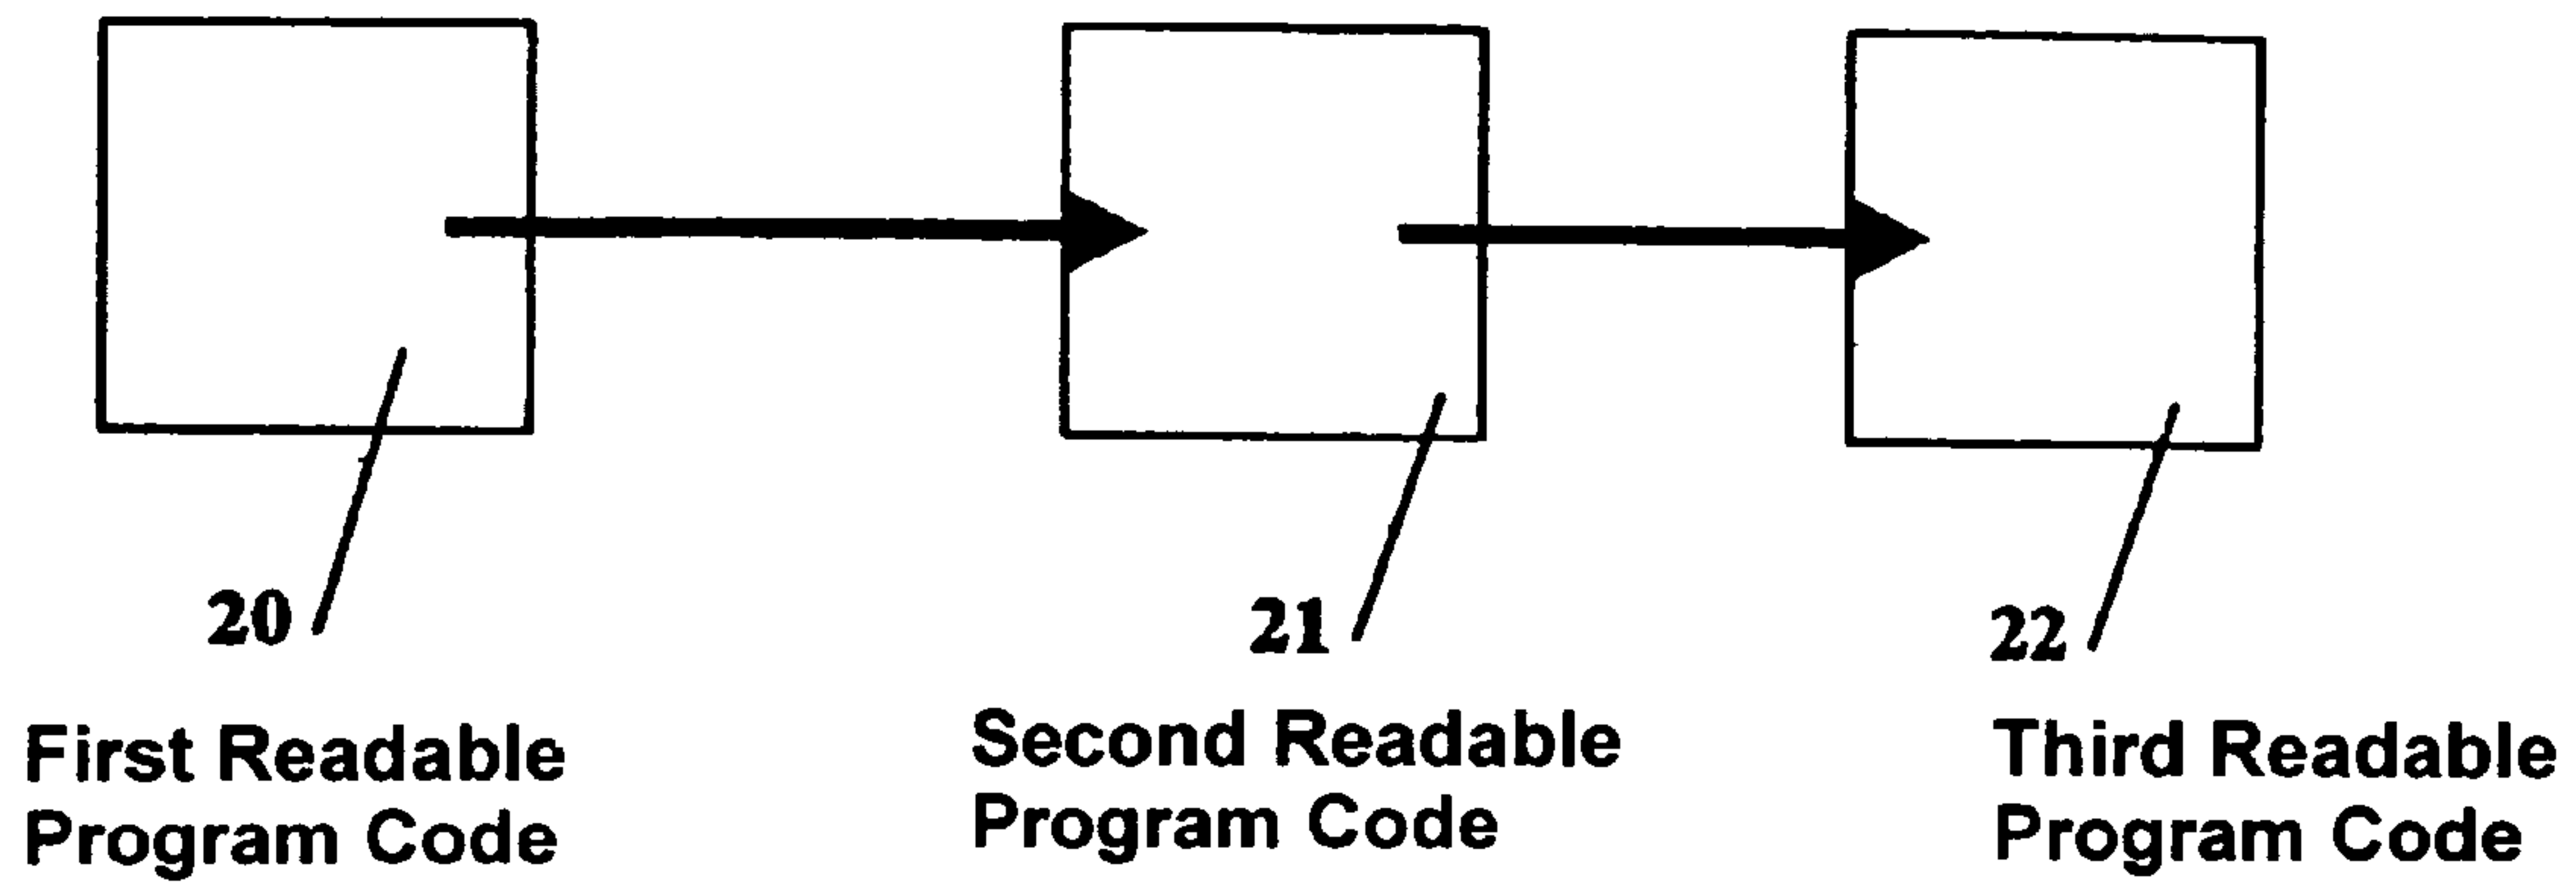 20
21
22
First Readable
Program Code
Second Readable
Program Code
Third Readable
Program Code